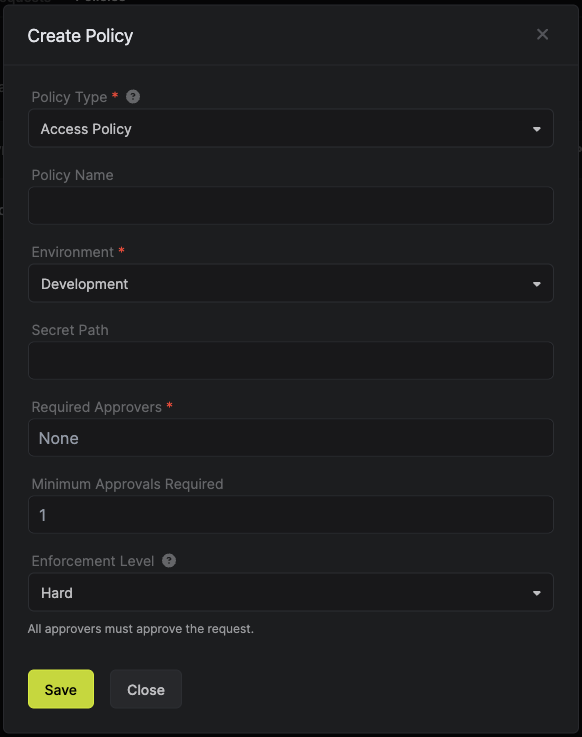 Policies
Create Policy
Policy Type *
Access Policy
Policy Name
Environment *
Development
Secret Path
Required Approvers *
None
Minimum Approvals Required
1
Enforcement Level
Hard
All approvers must approve the request.
Save
Close